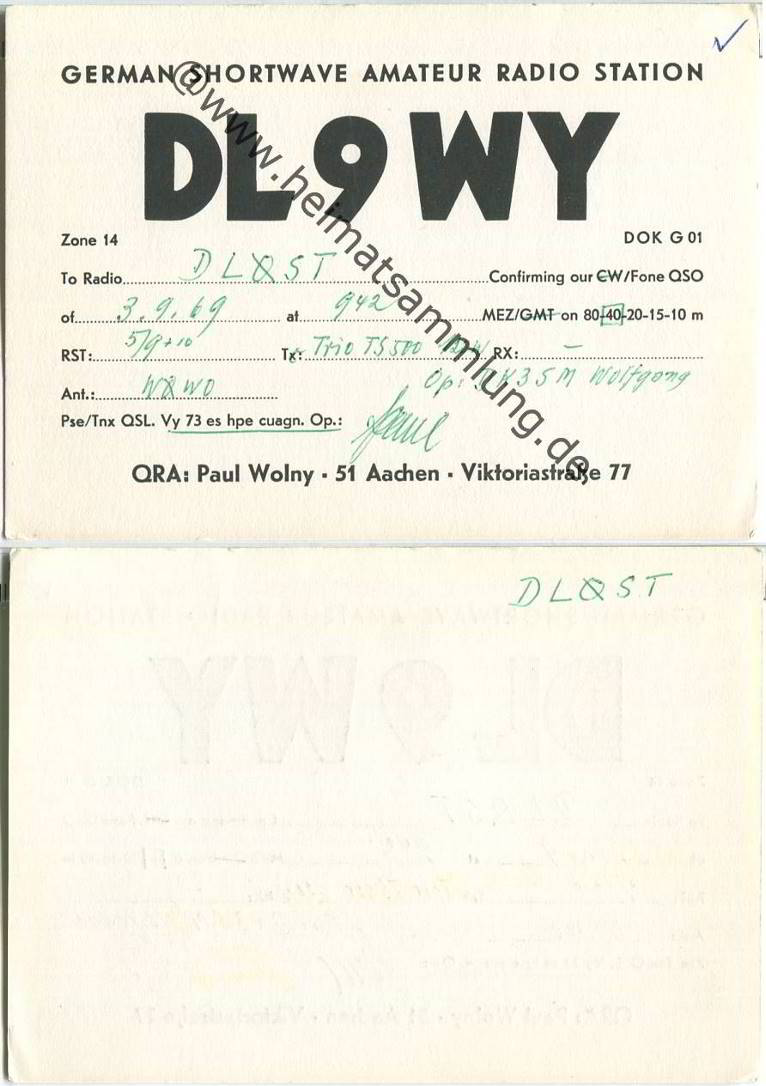 GERMAN SHORTWAVE AMATEUR RADIO STATION
DL9WY
Zone 14 DOK G 01
To Radio DLØST Confirming our CW/Fone QSO
of 3.9.69 at 942 MEZ/GMT on 80-40-20-15-10 m
RST: 5/9+10 Tx: Trio TS500 RX: –
Ant.: Op: Wolfgang
Pse/Tnx QSL. Vy 73 es hpe cuagn. Op.: Paul
QRA: Paul Wolny · 51 Aachen · Viktoriastraße 77
@www.heimatsammlung.de
DLØST